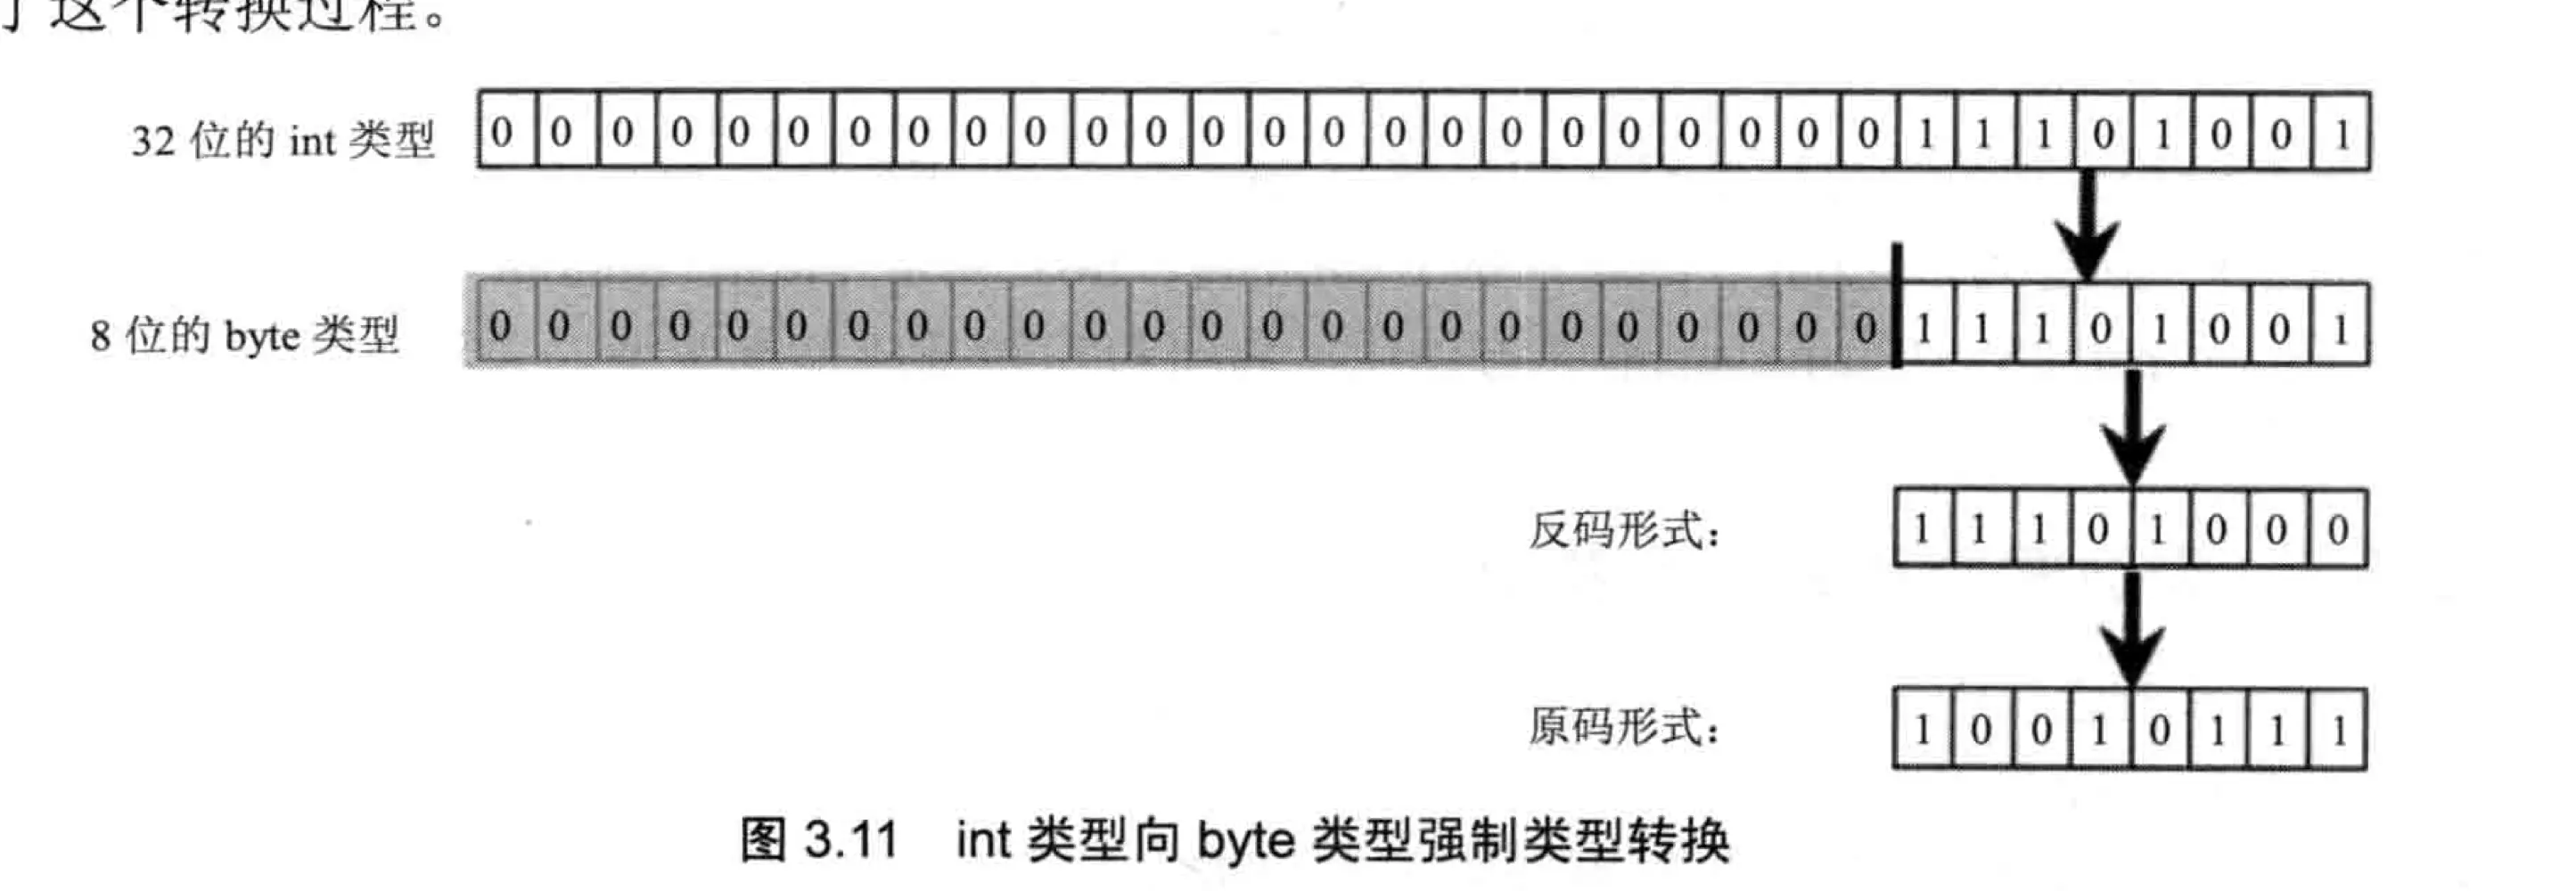 这个转换过程。
32 位的 int 类型 0 0 0 0 0 0 0 0 0 0 0 0 0 0 0 0 0 0 0 0 0 0 0 0 1 1 1 0 1 0 0 1
8 位的 byte 类型 0 0 0 0 0 0 0 0 0 0 0 0 0 0 0 0 0 0 0 0 0 0 0 0 1 1 1 0 1 0 0 1
反码形式： 1 1 1 0 1 0 0 0
原码形式： 1 0 0 1 0 1 1 1
图 3.11 int 类型向 byte 类型强制类型转换